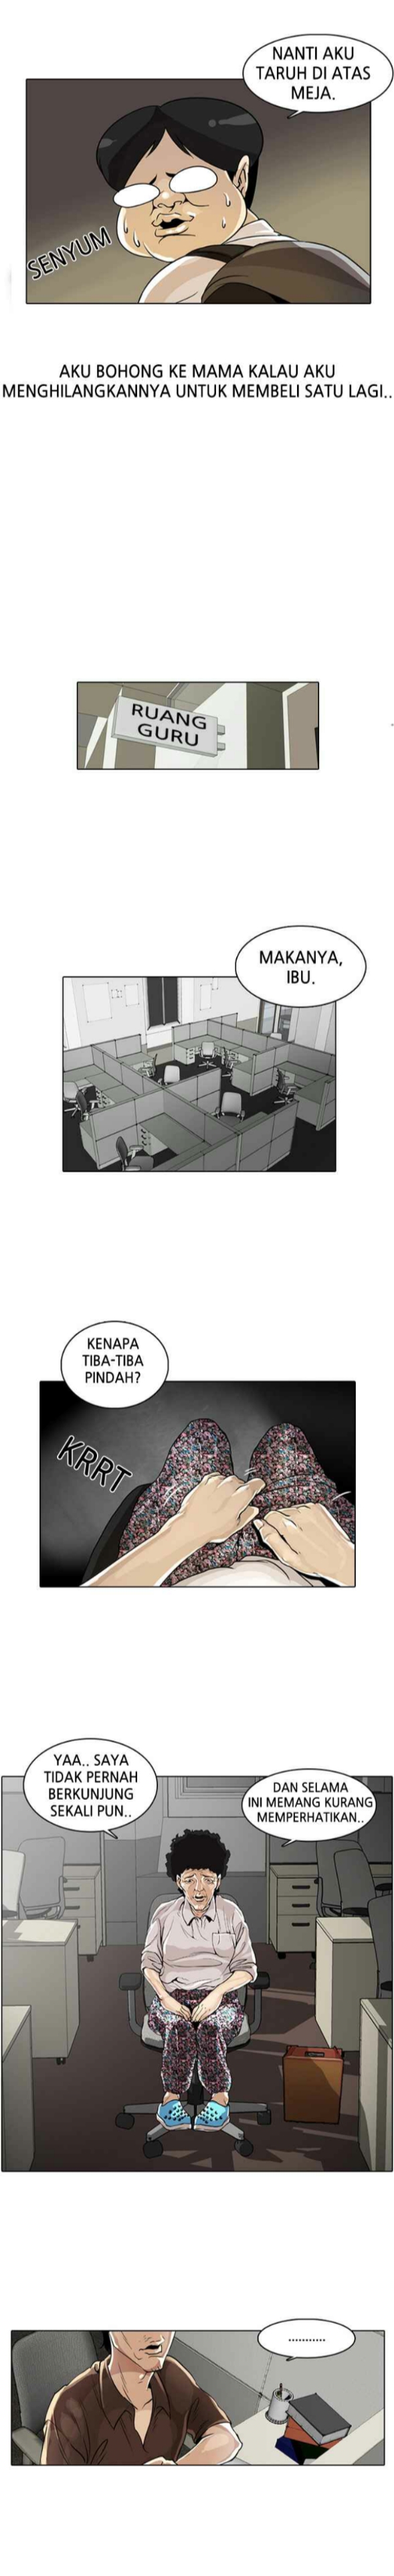 NANTI AKU
TARUH DI ATAS
MEJA.
SENYUM
AKU BOHONG KE MAMA KALAU AKU
MENGHILANGKANNYA UNTUK MEMBELI SATU LAGI..
RUANG
GURU
MAKANYA,
IBU.
KENAPA
TIBA-TIBA
PINDAH?
KRRT
YAA.. SAYA
TIDAK PERNAH
BERKUNJUNG
SEKALI PUN..
DAN SELAMA
INI MEMANG KURANG
MEMPERHATIKAN..
...........